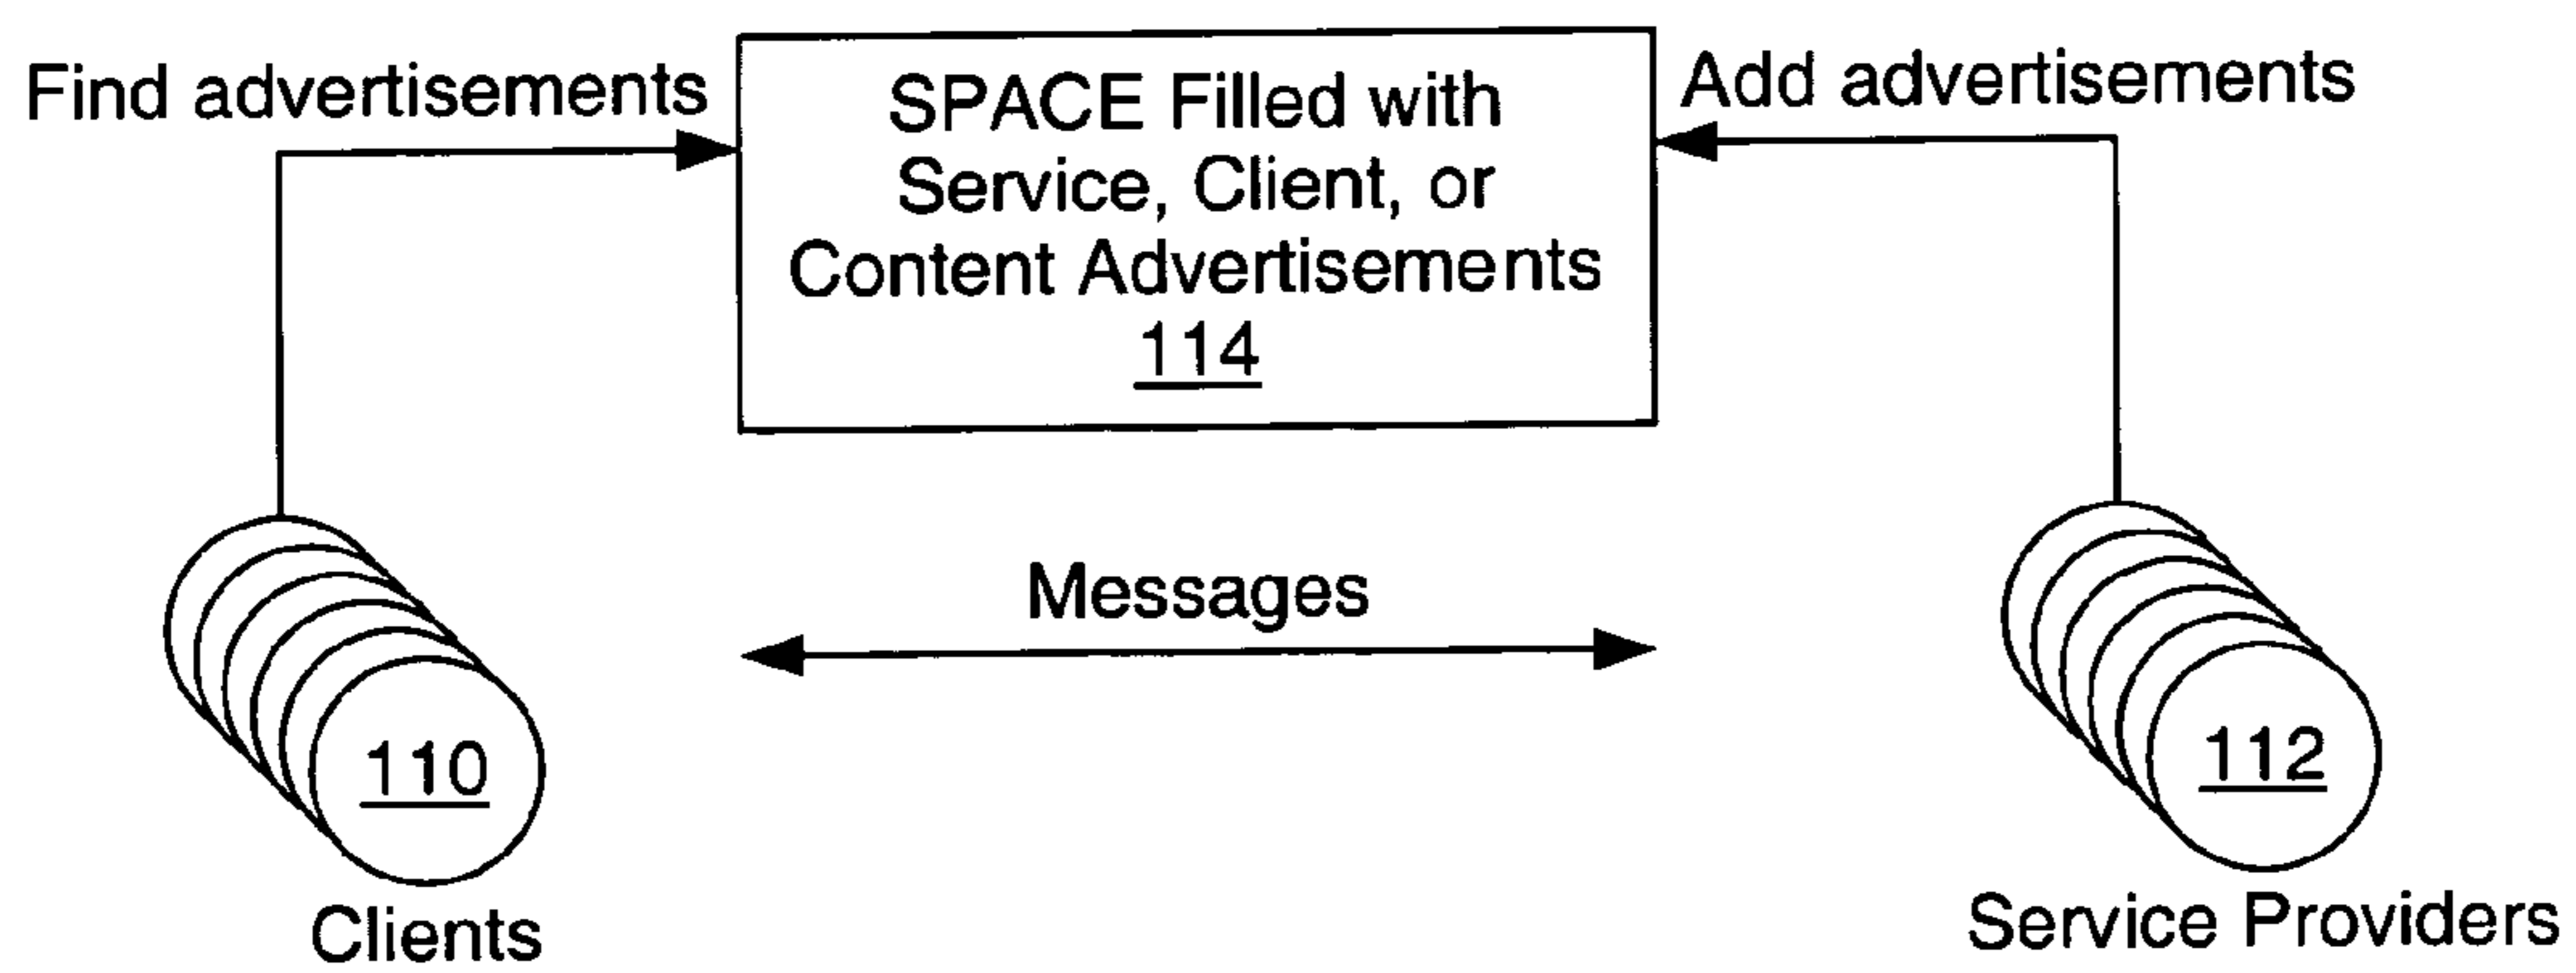 Find advertisements
SPACE Filled with
Service, Client, or
Content Advertisements
114
Add advertisements
Messages
110
Clients
112
Service Providers